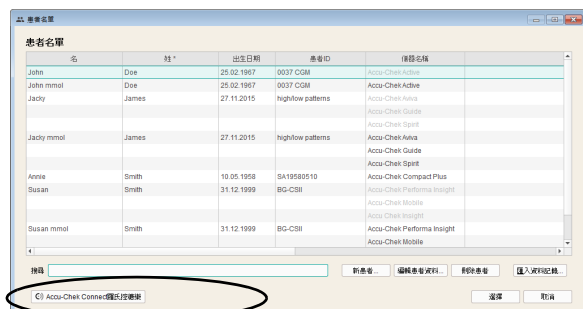 患者名單
患者名單
名 姓 * 出生日期 患者ID 儀器名稱
John Doe 25.02.1967 0037 CGM Accu-Chek Active
John mmol Doe 25.02.1967 0037 CGM Accu-Chek Active
Jacky James 27.11.2015 high/low patterns Accu-Chek Aviva
Accu-Chek Guide
Accu-Chek Spirit
Jacky mmol James 27.11.2015 high/low patterns Accu-Chek Aviva
Accu-Chek Guide
Accu-Chek Spirit
Annie Smith 10.05.1958 SA19580510 Accu-Chek Compact Plus
Susan Smith 31.12.1999 BG-CSII Accu-Chek Performa Insight
Accu-Chek Mobile
Accu-Chek Insight
Susan mmol Smith 31.12.1999 BG-CSII Accu-Chek Performa Insight
Accu-Chek Mobile
搜尋 新患者... 編輯患者資料... 刪除患者 匯入資料記錄...
Accu-Chek Connect羅氏控糖樂 選擇 取消